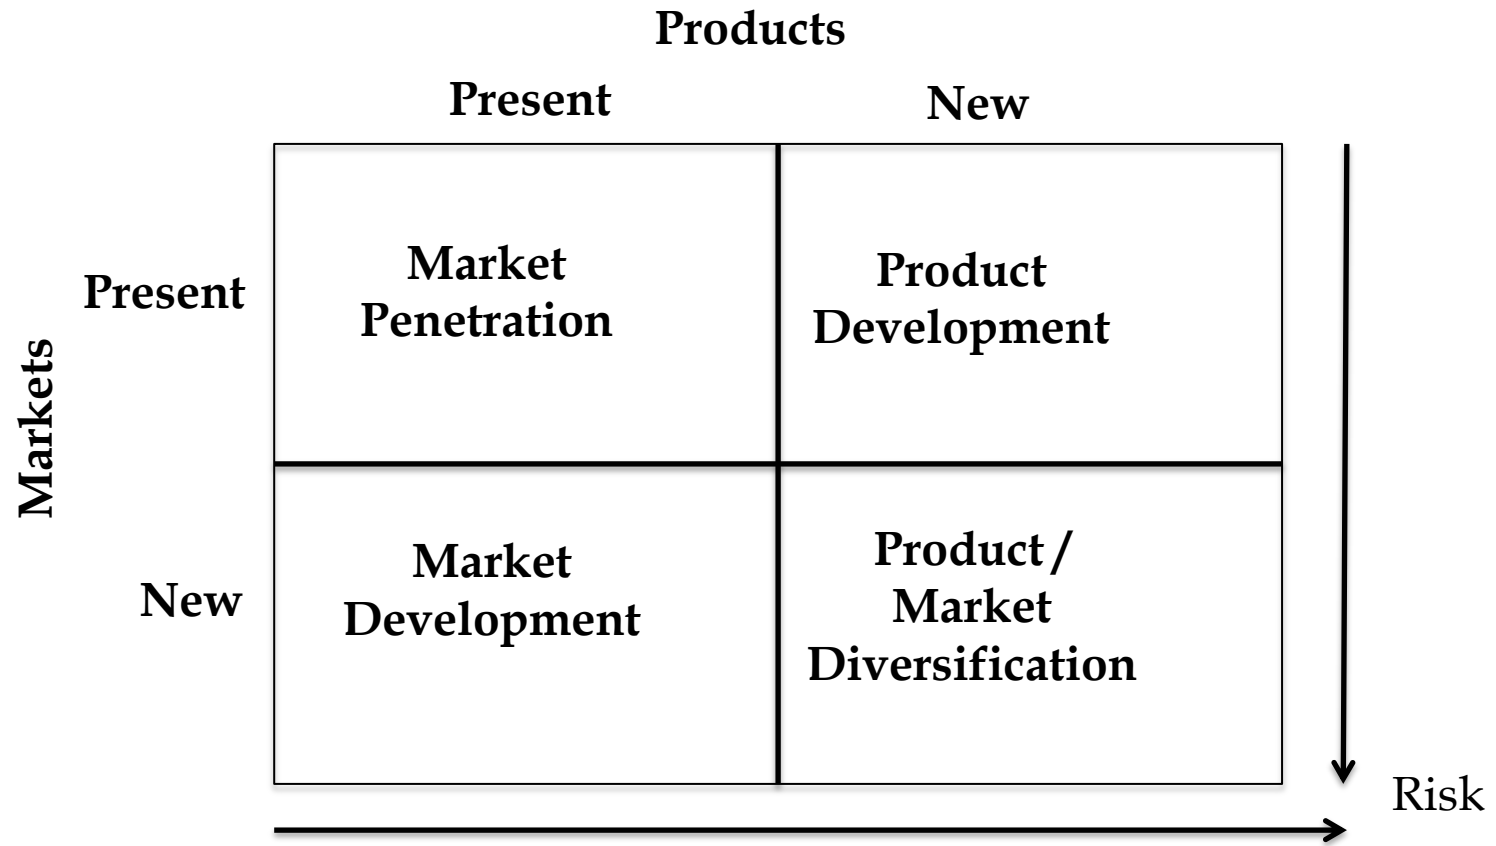 Products
Present
New
Present
Market
Penetration
Product
Development
Markets
New
Market
Development
Product/
Market
Diversification
Risk